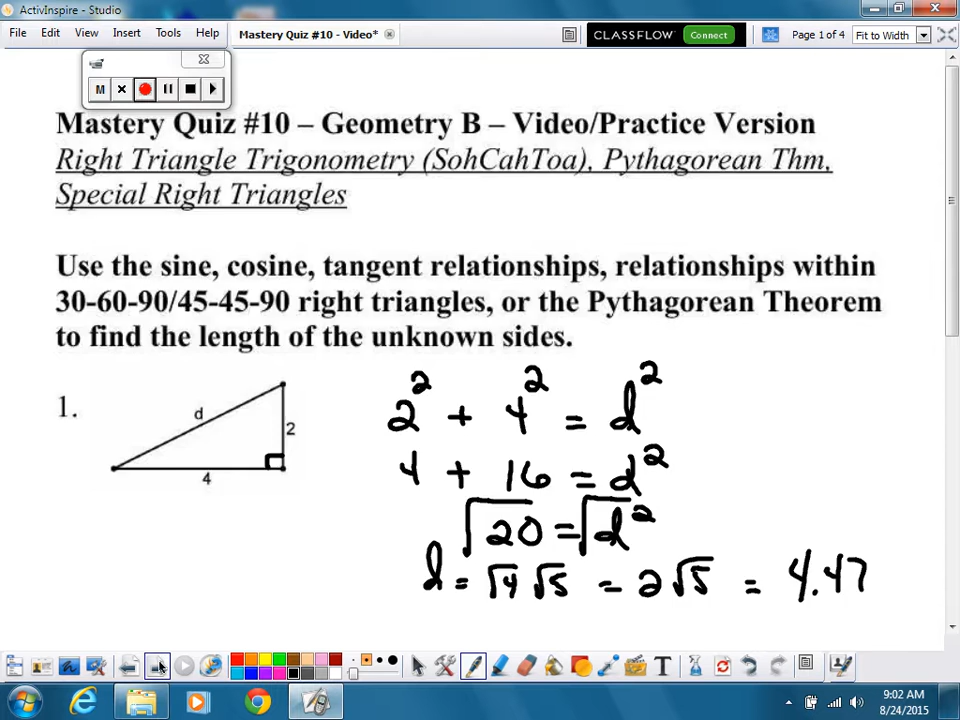 ActivInspire - Studio
File Edit View Insert Tools Help Mastery Quiz #10 - Video* CLASSFLOW Connect Page 1 of 4 Fit to Width
M
Mastery Quiz #10 – Geometry B – Video/Practice Version
Right Triangle Trigonometry (SohCahToa), Pythagorean Thm,
Special Right Triangles
Use the sine, cosine, tangent relationships, relationships within
30-60-90/45-45-90 right triangles, or the Pythagorean Theorem
to find the length of the unknown sides.
1.
d
2
4
2² + 4² = d²
4 + 16 = d²
√20 = √d²
d = √4 √5 = 2√5 = 4.47
T
9:02 AM
8/24/2015